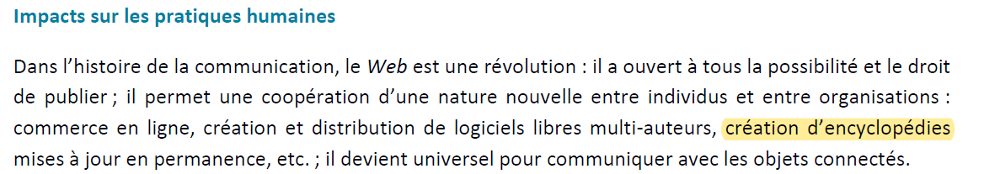 Impacts sur les pratiques humaines
Dans l’histoire de la communication, le Web est une révolution : il a ouvert à tous la possibilité et le droit
de publier ; il permet une coopération d’une nature nouvelle entre individus et entre organisations :
commerce en ligne, création et distribution de logiciels libres multi-auteurs, création d’encyclopédies
mises à jour en permanence, etc. ; il devient universel pour communiquer avec les objets connectés.